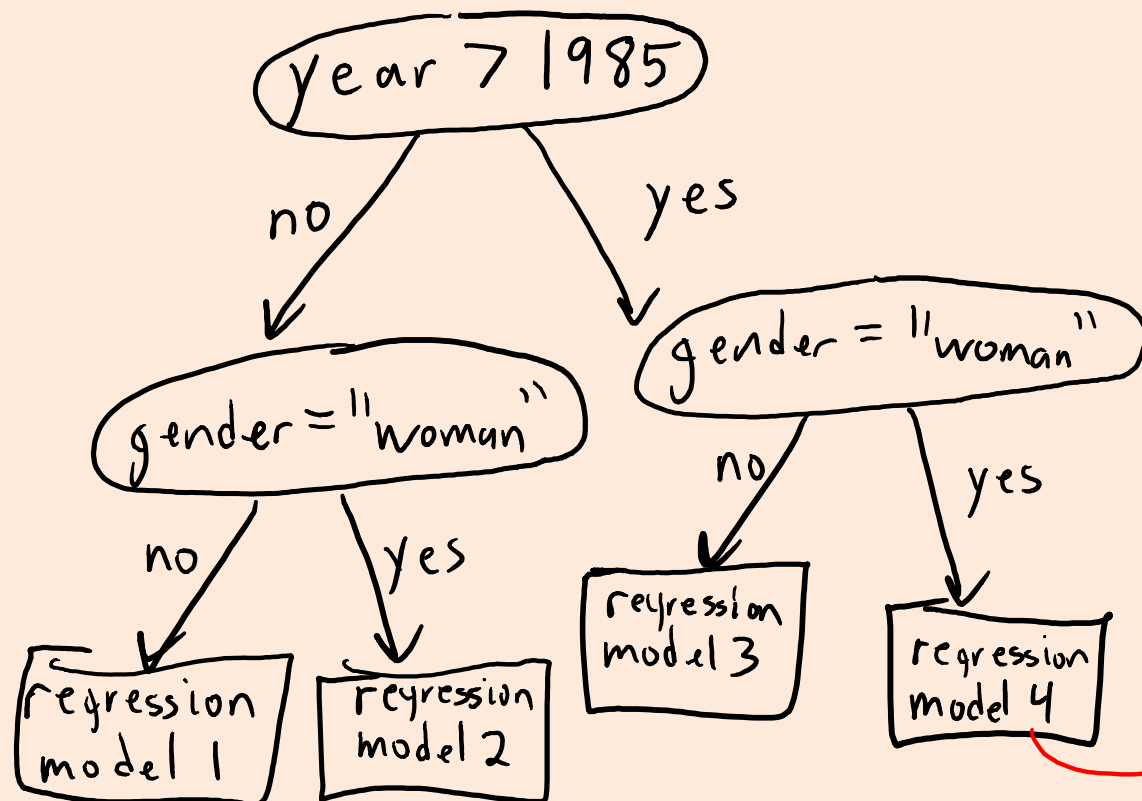 year > 1985
no
yes
gender = "woman"
gender = "woman"
no
yes
no
yes
regression
model 1
regression
model 2
regression
model 3
regression
model 4